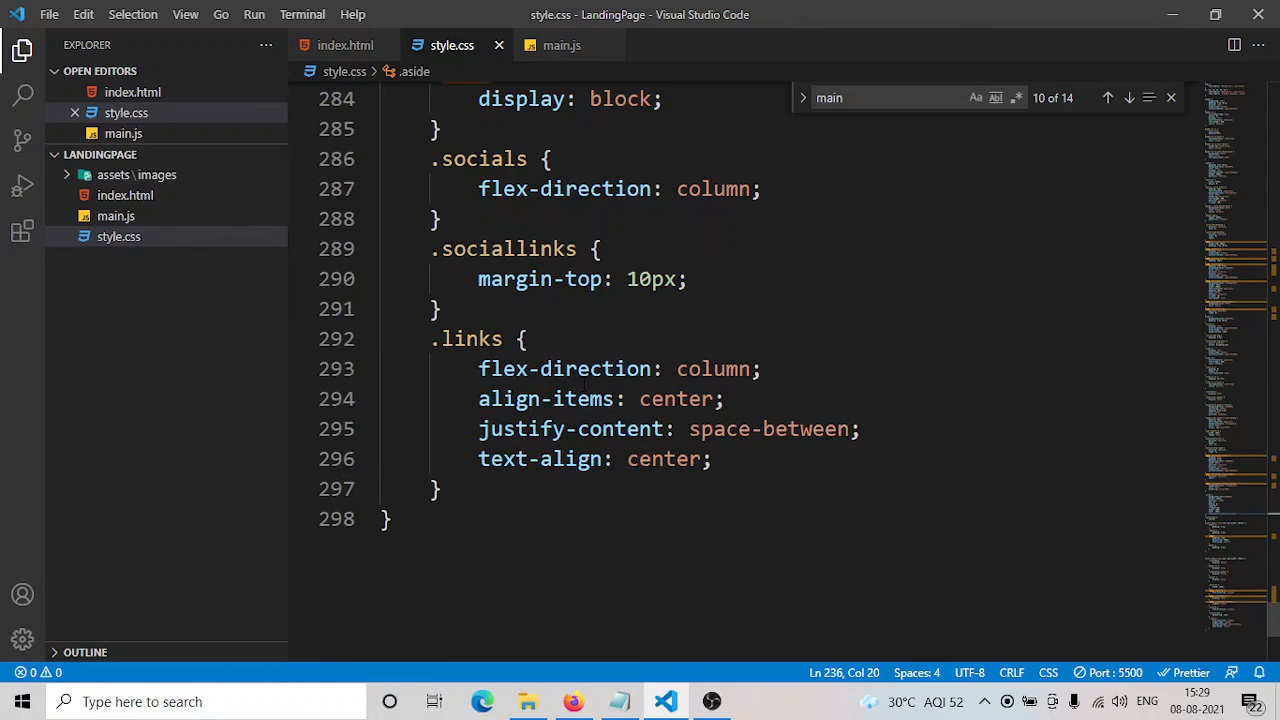 File Edit Selection View Go Run Terminal Help
style.css - LandingPage - Visual Studio Code
EXPLORER
index.html
style.css
main.js
OPEN EDITORS
style.css > .aside
index.html
style.css
main.js
main
10 of 14
LANDINGPAGE
assets\images
index.html
main.js
style.css
284 display: block;
285 }
286 .socials {
287 flex-direction: column;
288 }
289 .sociallinks {
290 margin-top: 10px;
291 }
292 .links {
293 flex-direction: column;
294 align-items: center;
295 justify-content: space-between;
296 text-align: center;
297 }
298 }
OUTLINE
0 0
Ln 236, Col 20
Spaces: 4
UTF-8
CRLF
CSS
Port : 5500
Prettier
Type here to search
30°C AQI 52
ENG
15:29
08-08-2021
22